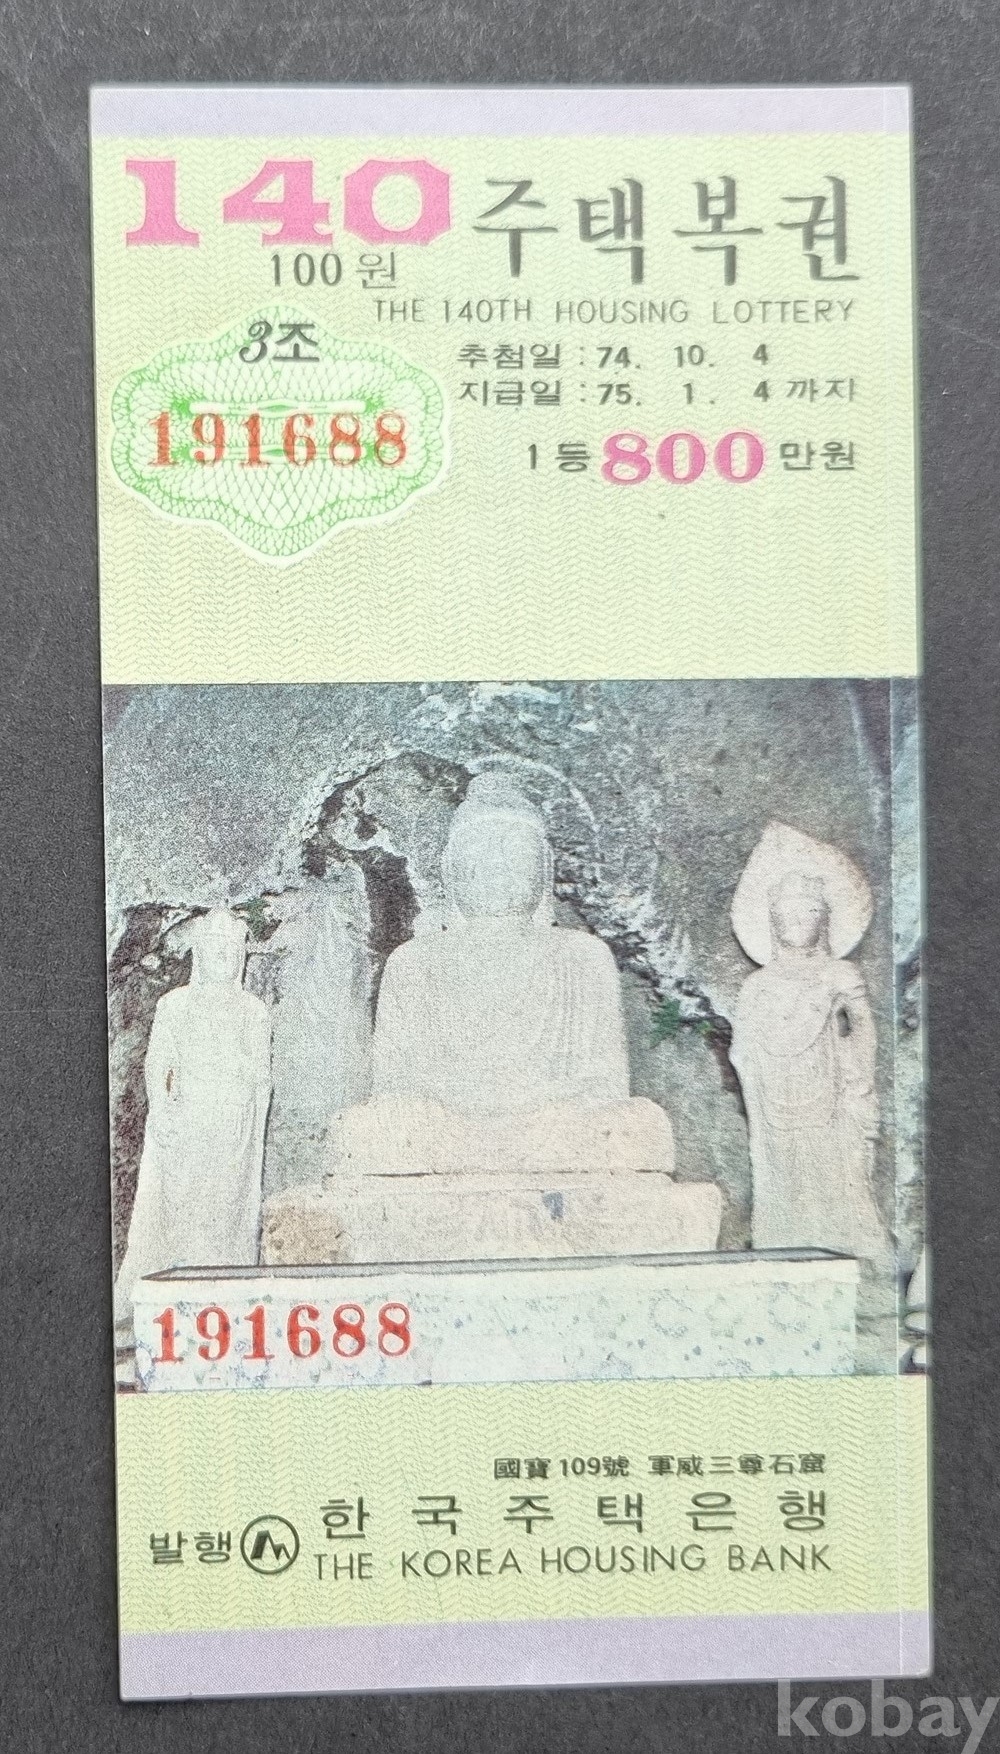 140 주택복권
100원
THE 140TH HOUSING LOTTERY
3조
추첨일 : 74. 10. 4
지급일 : 75. 1. 4 까지
191688
1등 800 만원
191688
國寶109號 軍威三尊石窟
발행 한국주택은행
THE KOREA HOUSING BANK
kobay